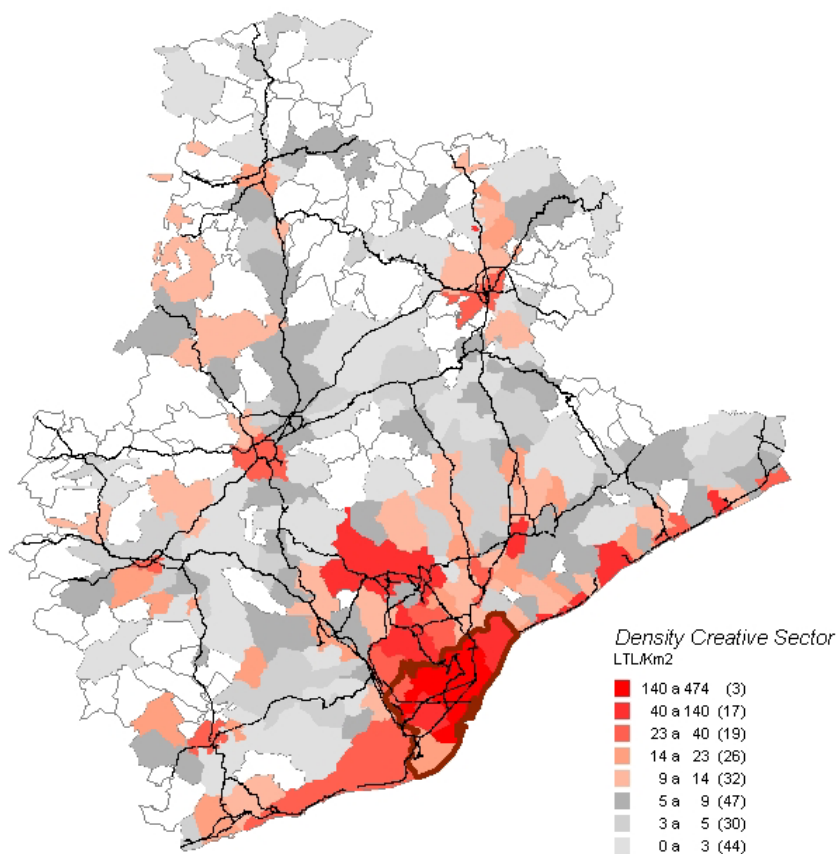 Density Creative Sector
LTL/Km2
140 a 474 (3)
40 a 140 (17)
23 a 40 (19)
14 a 23 (26)
9 a 14 (32)
5 a 9 (47)
3 a 5 (30)
0 a 3 (44)